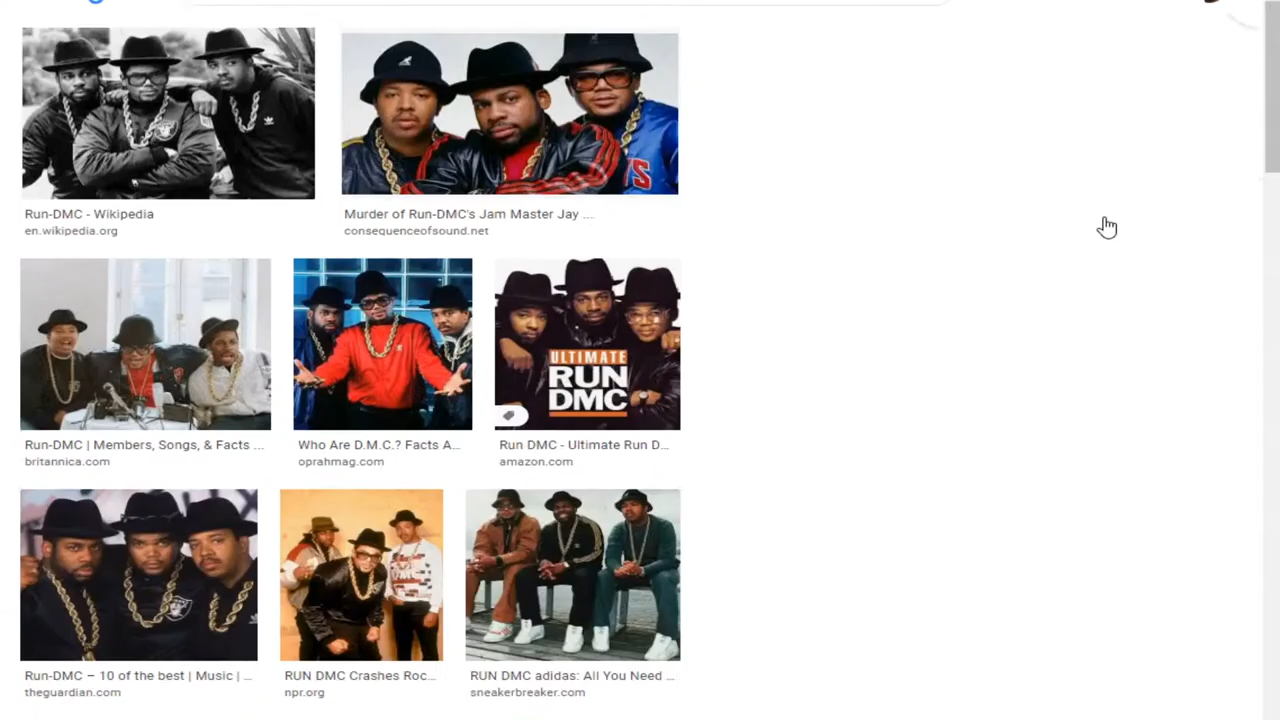 Run-DMC - Wikipedia
en.wikipedia.org
Murder of Run-DMC's Jam Master Jay ...
consequenceofsound.net
ULTIMATE
RUN
DMC
Run-DMC | Members, Songs, & Facts ...
britannica.com
Who Are D.M.C.? Facts A...
oprahmag.com
Run DMC - Ultimate Run D...
amazon.com
Run-DMC – 10 of the best | Music | ...
theguardian.com
RUN DMC Crashes Roc...
npr.org
RUN DMC adidas: All You Need ...
sneakerbreaker.com